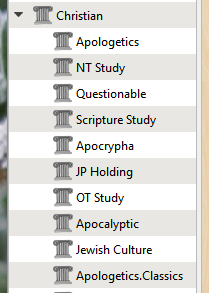 Christian
Apologetics
NT Study
Questionable
Scripture Study
Apocrypha
JP Holding
OT Study
Apocalyptic
Jewish Culture
Apologetics.Classics